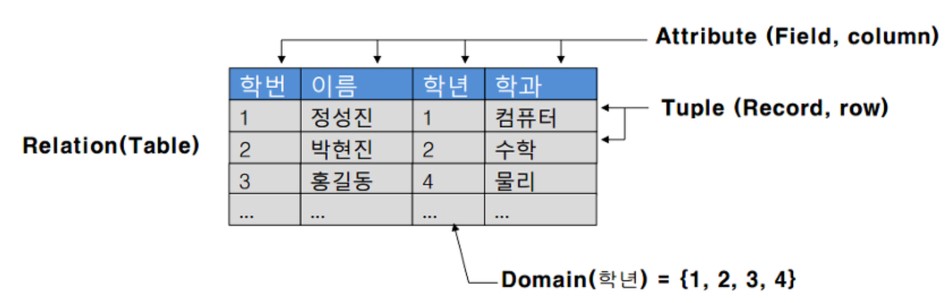 Attribute (Field, column)
학번 이름 학년 학과
1 정성진 1 컴퓨터
Tuple (Record, row)
Relation(Table)
2 박현진 2 수학
3 홍길동 4 물리
... ... ... ...
Domain(학년) = {1, 2, 3, 4}